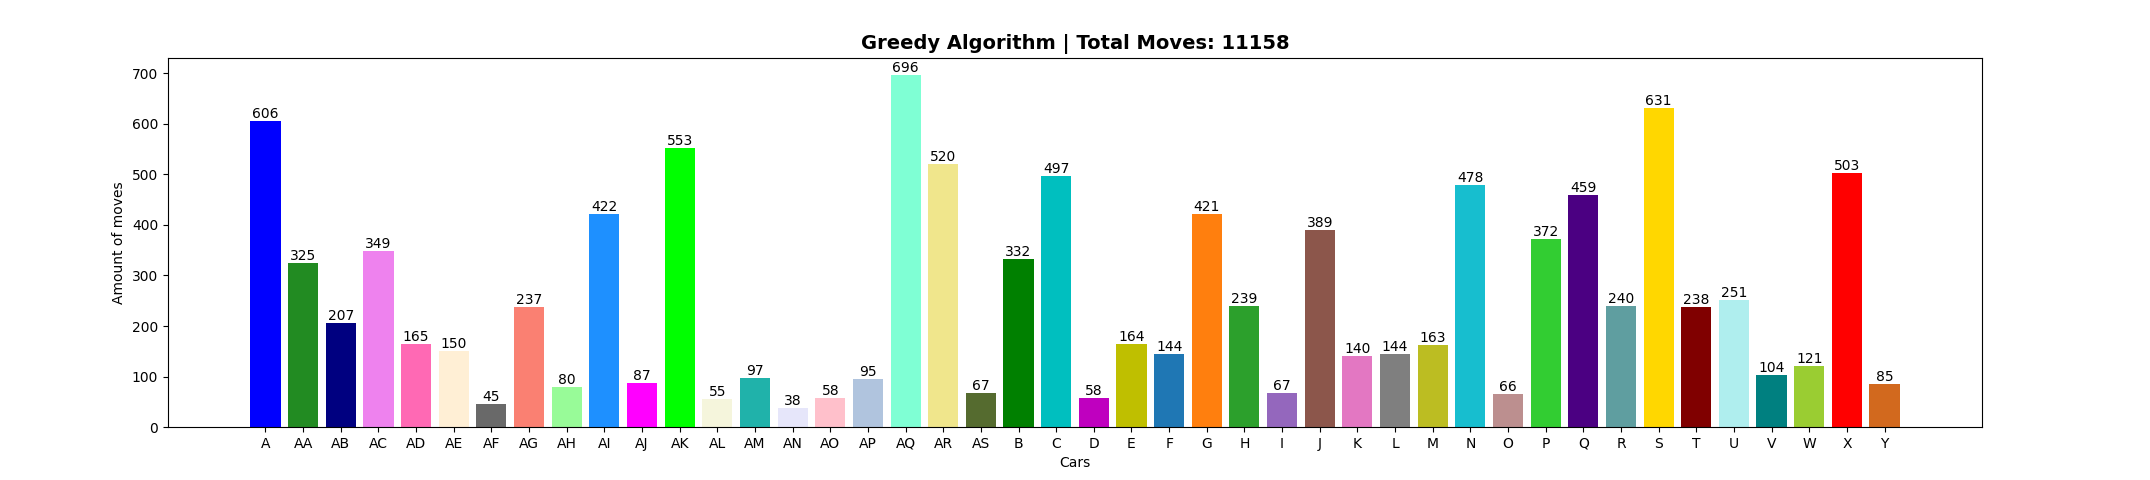 Greedy Algorithm | Total Moves: 11158
Amount of moves
700
600
500
400
300
200
100
0
606 325 207 349 165 150 45 237 80 422 87 553 55 97 38 58 95 696 520 67 332 497 58 164 144 421 239 67 389 140 144 163 478 66 372 459 240 631 238 251 104 121 503 85
A AA AB AC AD AE AF AG AH AI AJ AK AL AM AN AO AP AQ AR AS B C D E F G H I J K L M N O P Q R S T U V W X Y
Cars